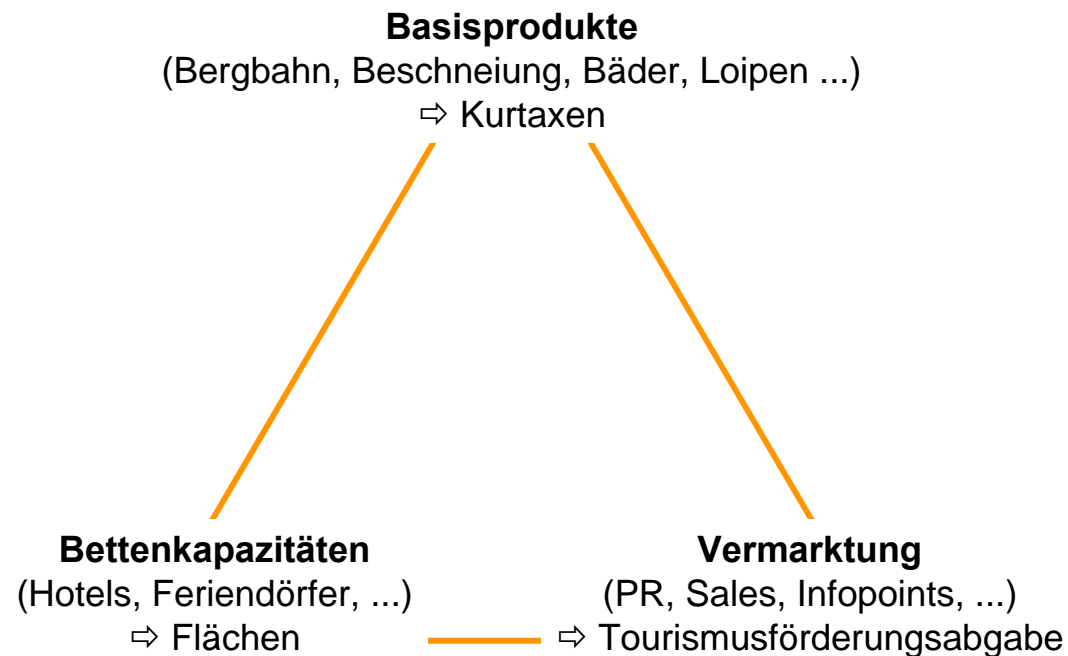 Basisprodukte
(Bergbahn, Beschneiung, Bäder, Loipen ...)
⇨ Kurtaxen
Bettenkapazitäten
(Hotels, Feriendörfer, ...)
⇨ Flächen
Vermarktung
(PR, Sales, Infopoints, ...)
⇨ Tourismusförderungsabgabe